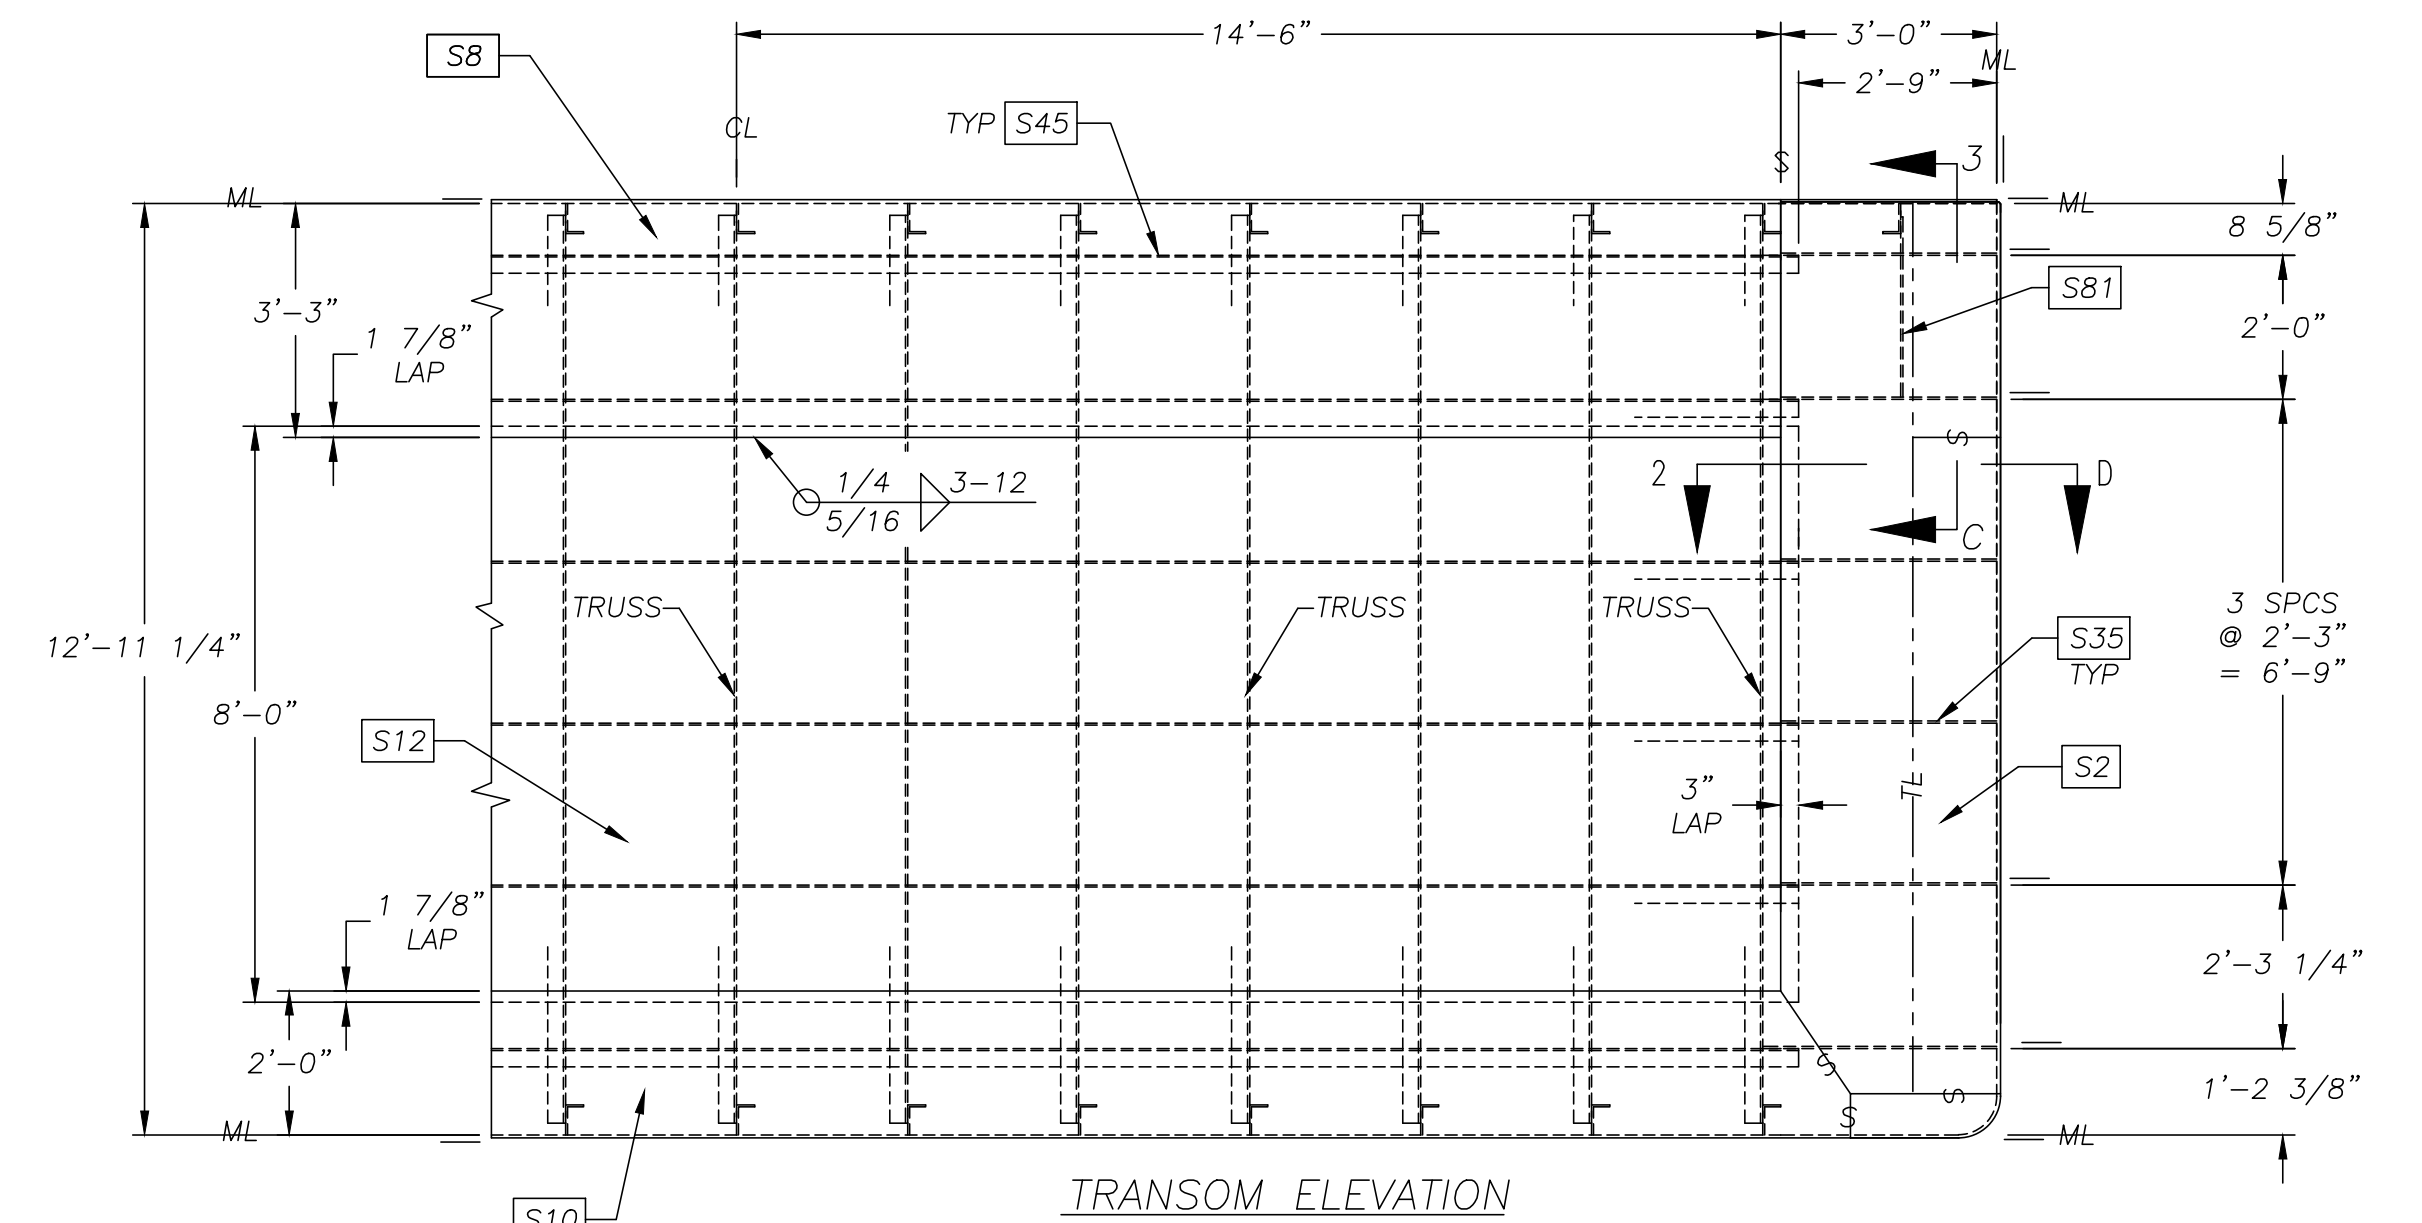 14'-6"
3'-0"
ML
2'-9"
S8
CL
TYP S45
S
3
ML
ML
8 5/8"
S81
3'-3"
2'-0"
1 7/8"
LAP
S
1/4
3-12
5/16
2
D
C
TRUSS
TRUSS
TRUSS
3 SPCS
@ 2'-3"
= 6'-9"
12'-11 1/4"
S35
TYP
8'-0"
S12
S2
TL
3"
LAP
1 7/8"
LAP
2'-3 1/4"
2'-0"
S
S
S
1'-2 3/8"
ML
ML
TRANSOM ELEVATION
S10